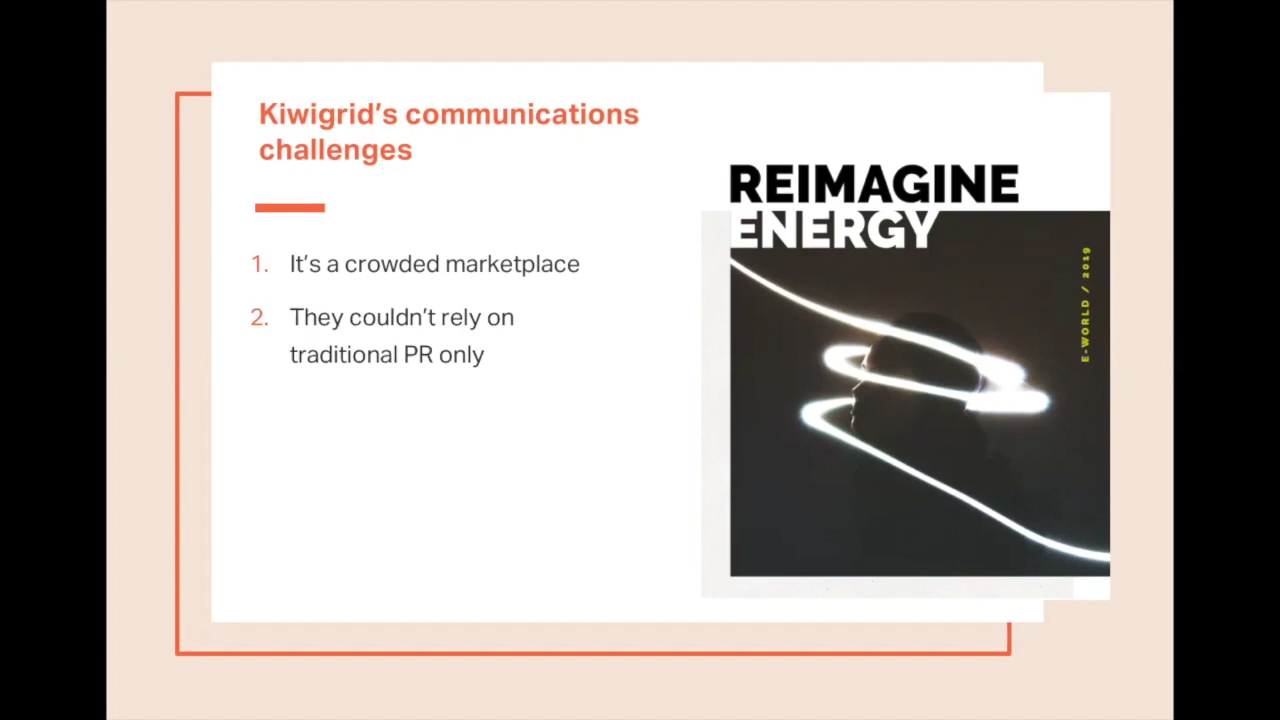 Kiwigrid’s communications
challenges
1. It’s a crowded marketplace
2. They couldn’t rely on
traditional PR only
REIMAGINE
ENERGY
E-WORLD / 2019